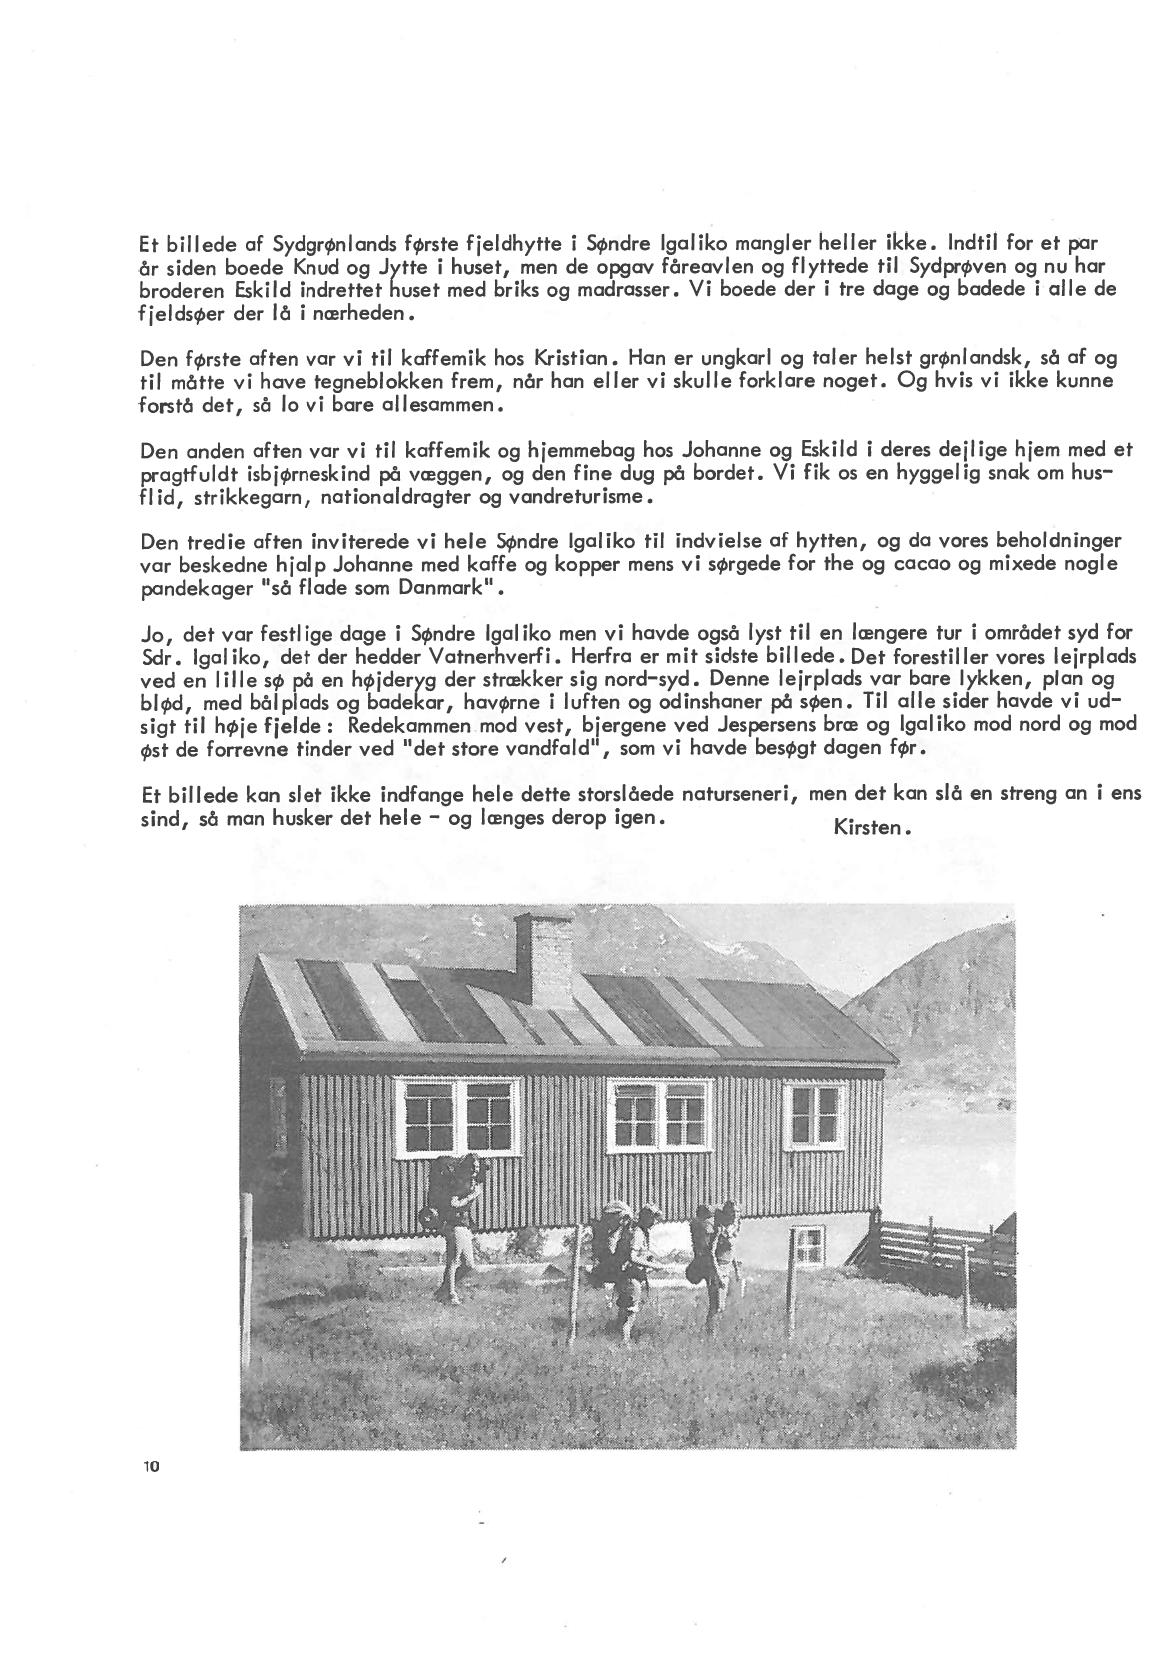 Et billede af Sydgrønlands første fjeldhytte i Søndre Igaliko mangler heller ikke. Indtil for et par
år siden boede Knud og Jytte i huset, men de opgav fåreavlen og flyttede til Sydprøven og nu har
broderen Eskild indrettet huset med briks og madrasser. Vi boede der i tre dage og badede i alle de
fjeldsøer der lå i nærheden.

Den første aften var vi til kaffemik hos Kristian. Han er ungkarl og taler helst grønlandsk, så af og
til måtte vi have tegneblokken frem, når han eller vi skulle forklare noget. Og hvis vi ikke kunne
forstå det, så lo vi bare allesammen.

Den anden aften var vi til kaffemik og hjemmebag hos Johanne og Eskild i deres dejlige hjem med et
pragtfuldt isbjørneskind på væggen, og den fine dug på bordet. Vi fik os en hyggelig snak om hus-
flid, strikkegarn, nationaldragter og vandreturisme.

Den tredie aften inviterede vi hele Søndre Igaliko til indvielse af hytten, og da vores beholdninger
var beskedne hjalp Johanne med kaffe og kopper mens vi sørgede for the og cacao og mixede nogle
pandekager "så flade som Danmark".

Jo, det var festlige dage i Søndre Igaliko men vi havde også lyst til en længere tur i området syd for
Sdr. Igaliko, det der hedder Vatnerhverfi. Herfra er mit sidste billede. Det forestiller vores lejrplads
ved en lille sø på en højderyg der strækker sig nord-syd. Denne lejrplads var bare lykken, plan og
blød, med bålplads og badekar, havørne i luften og odinshaner på søen. Til alle sider havde vi ud-
sigt til høje fjelde : Redekammen mod vest, bjergene ved Jespersens bræ og Igaliko mod nord og mod
øst de forrevne tinder ved "det store vandfald", som vi havde besøgt dagen før.

Et billede kan slet ikke indfange hele dette storslåede naturseneri, men det kan slå en streng an i ens
sind, så man husker det hele - og længes derop igen.
Kirsten.

10